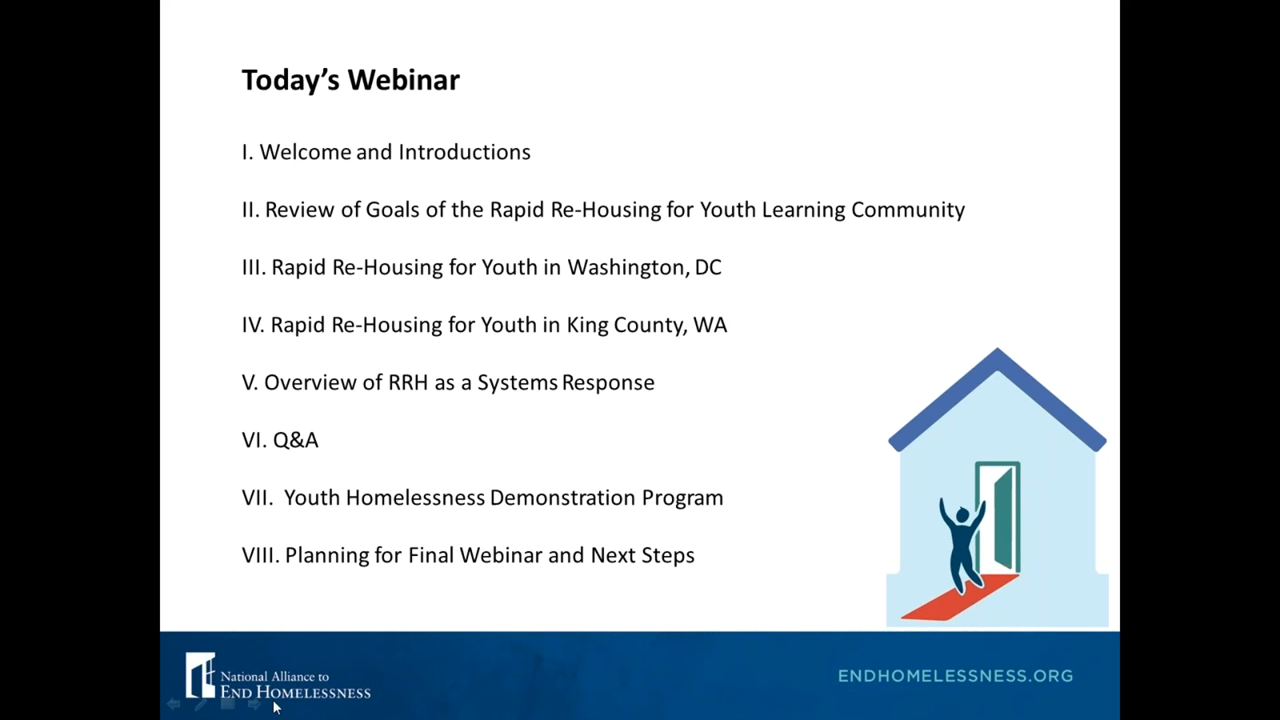 Today's Webinar
I. Welcome and Introductions
II. Review of Goals of the Rapid Re-Housing for Youth Learning Community
III. Rapid Re-Housing for Youth in Washington, DC
IV. Rapid Re-Housing for Youth in King County, WA
V. Overview of RRH as a Systems Response
VI. Q&A
VII. Youth Homelessness Demonstration Program
VIII. Planning for Final Webinar and Next Steps
National Alliance to
END HOMELESSNESS
ENDHOMELESSNESS.ORG